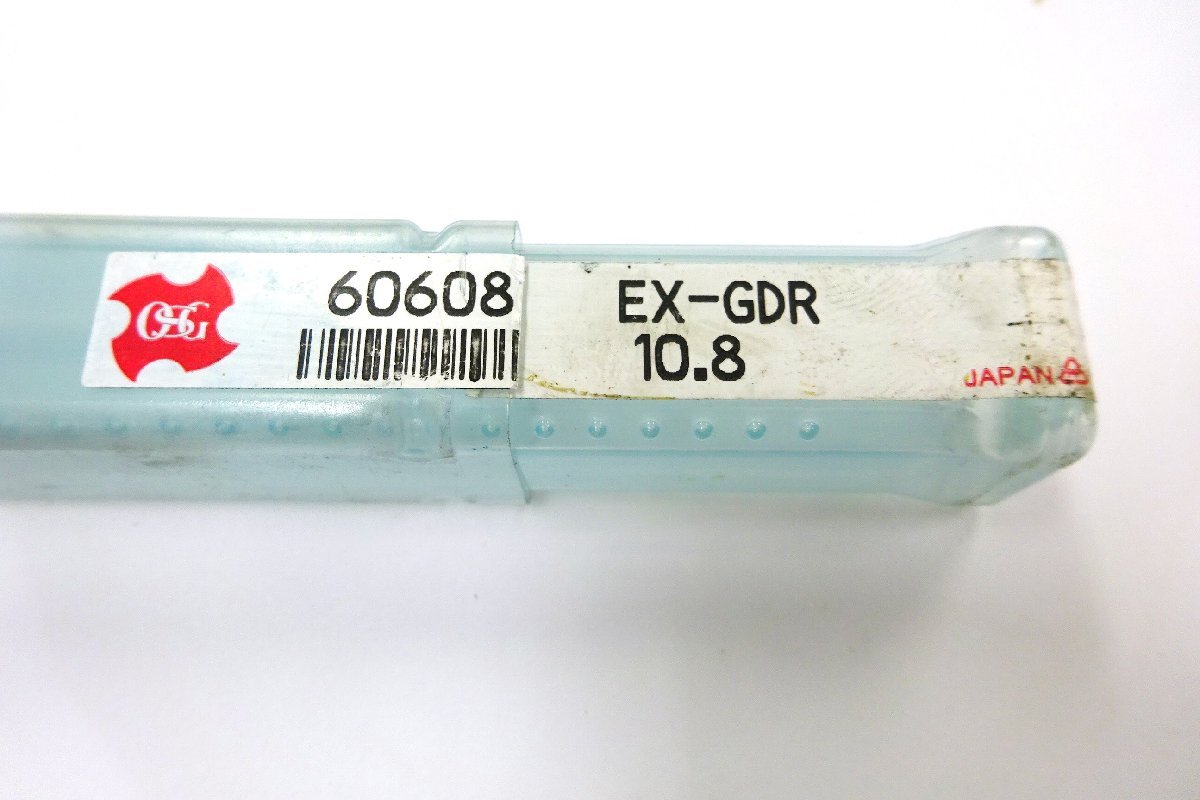 OSG
60608
EX-GDR
10.8
JAPAN